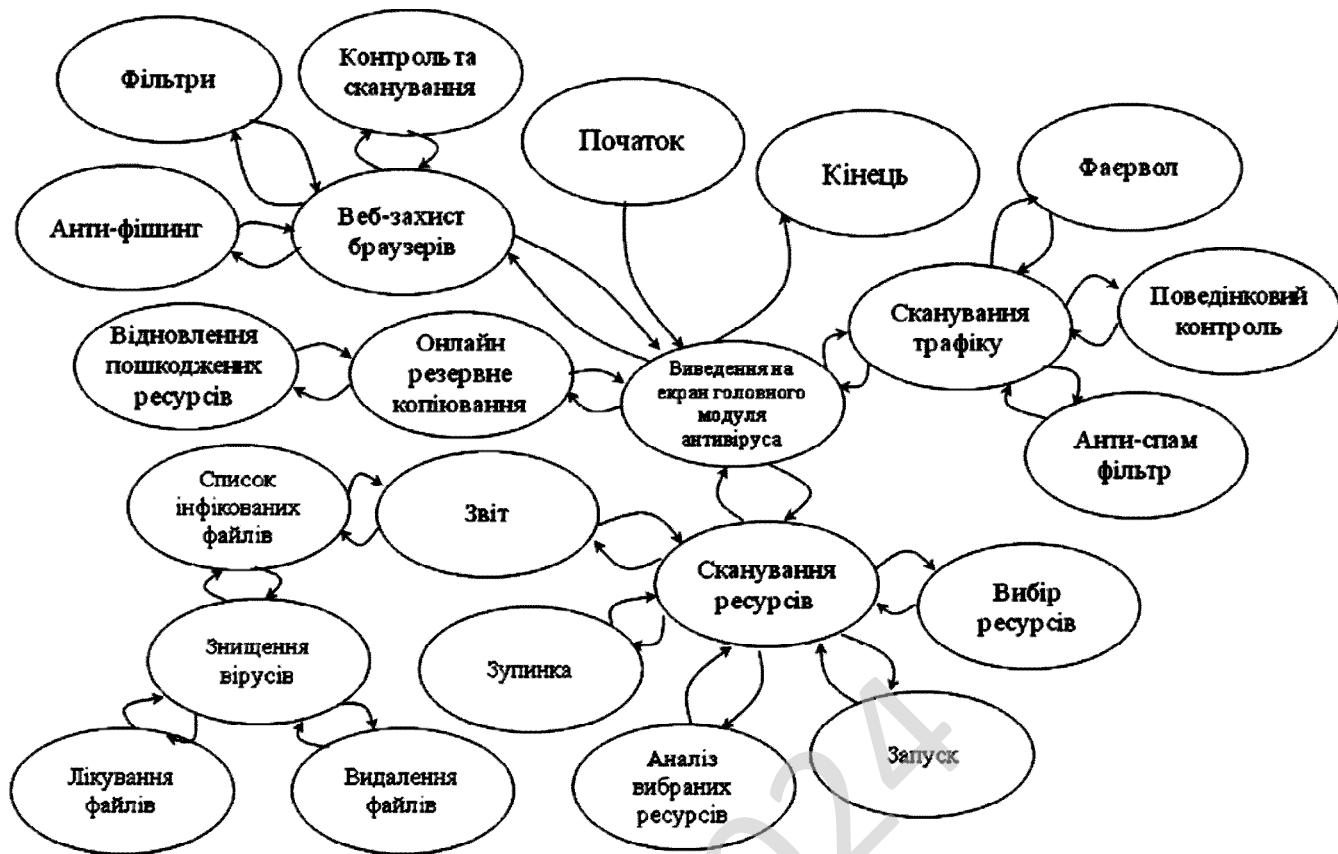 Фільтри
Контроль та
сканування
Початок
Кінець
Фаєрвол
Анти-фішинг
Веб-захист
браузерів
Сканування
трафіку
Поведінковий
контроль
Відновлення
пошкоджених
ресурсів
Онлайн
резервне
копіювання
Виведення на
екран головного
модуля
антивіруса
Анти-спам
фільтр
Список
інфікованих
файлів
Звіт
Сканування
ресурсів
Вибір
ресурсів
Знищення
вірусів
Зупинка
Лікування
файлів
Видалення
файлів
Аналіз
вибраних
ресурсів
Запуск
024